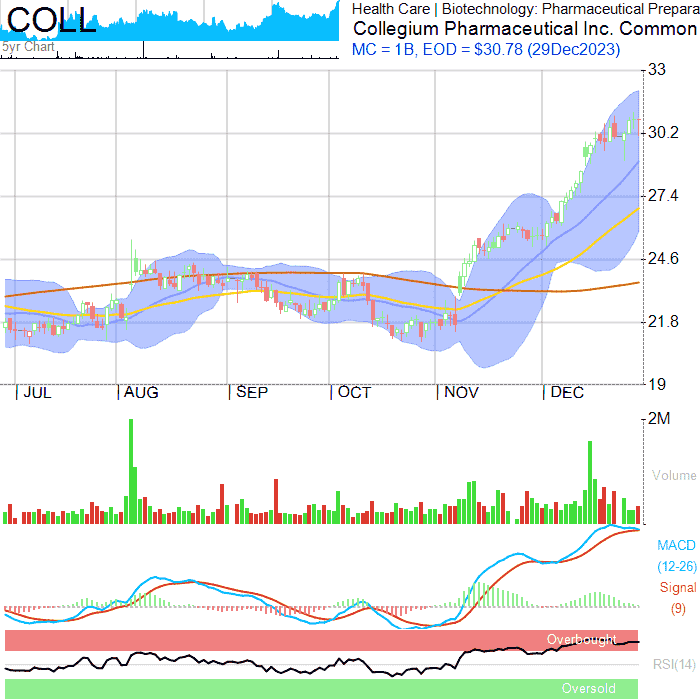 COLL
5yr Chart
Health Care | Biotechnology: Pharmaceutical Prepara
Collegium Pharmaceutical Inc. Common
MC = 1B, EOD = $30.78 (29Dec2023)
33
30.2
27.4
24.6
21.8
19
JUL AUG SEP OCT NOV DEC
2M
Volume
MACD
(12-26)
Signal
(9)
Overbought
RSI(14)
Oversold